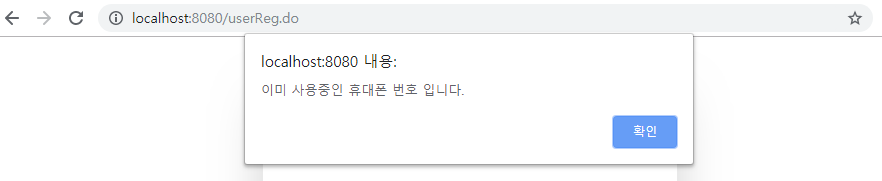 localhost:8080/userReg.do
localhost:8080 내용:
이미 사용중인 휴대폰 번호 입니다.
확인